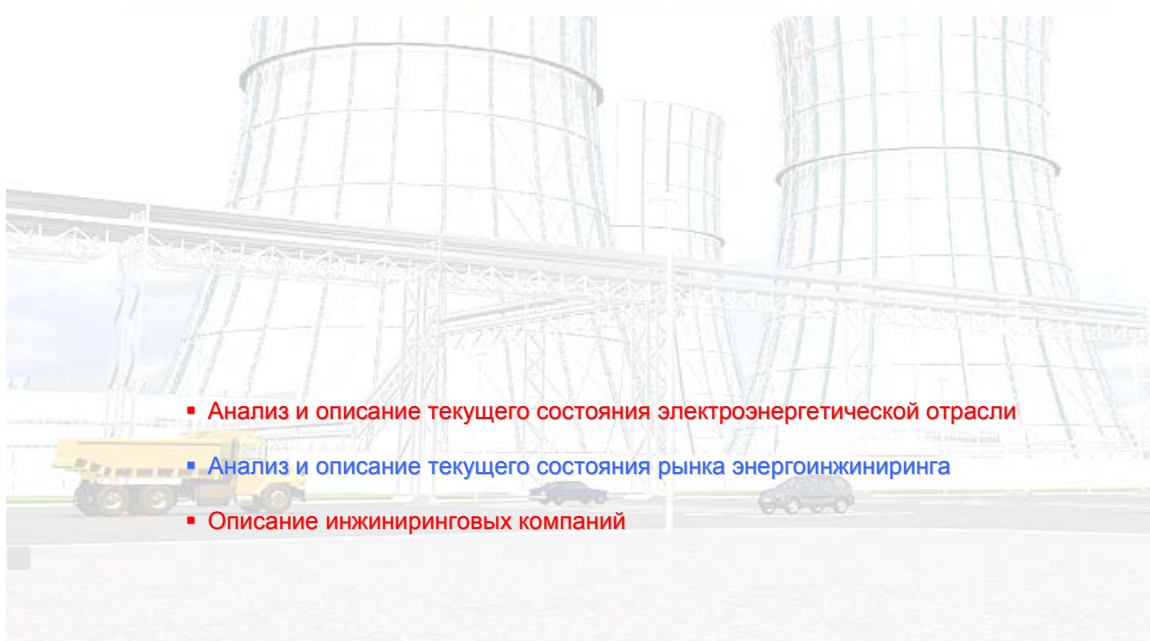 ▪ Анализ и описание текущего состояния электроэнергетической отрасли
▪ Анализ и описание текущего состояния рынка энергоинжиниринга
▪ Описание инжиниринговых компаний